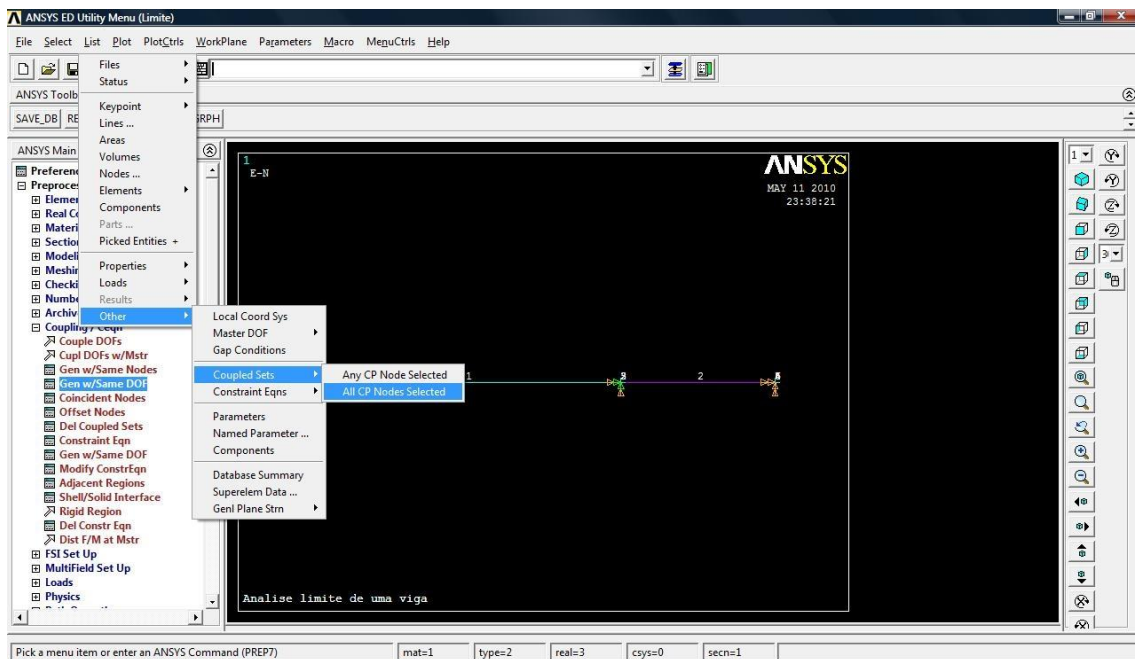 ANSYS ED Utility Menu (Limite)
File Select List Plot PlotCtrls WorkPlane Parameters Macro MenuCtrls Help
ANSYS Toolb
SAVE_DB RE GRPH
ANSYS Main
Preferen
Preproce
Elemen
Real Co
Materi
Section
Modeli
Meshin
Checki
Numbe
Archiv
Coupling / Ceqn
Couple DOFs
Cupl DOFs w/Mstr
Gen w/Same Nodes
Gen w/Same DOF
Coincident Nodes
Offset Nodes
Del Coupled Sets
Constraint Eqn
Gen w/Same DOF
Modify ConstrEqn
Adjacent Regions
Shell/Solid Interface
Rigid Region
Del Constr Eqn
Dist F/M at Mstr
FSI Set Up
MultiField Set Up
Loads
Physics
Files
Status
Keypoint
Lines ...
Areas
Volumes
Nodes ...
Elements
Components
Parts ...
Picked Entities +
Properties
Loads
Results
Other
Local Coord Sys
Master DOF
Gap Conditions
Coupled Sets
Constraint Eqns
Parameters
Named Parameter ...
Components
Database Summary
Superelem Data ...
Genl Plane Strn
Any CP Node Selected
All CP Nodes Selected
1
E-N
ANSYS
MAY 11 2010
23:38:21
1
2
Analise limite de uma viga
1
Pick a menu item or enter an ANSYS Command (PREP7)
mat=1
type=2
real=3
csys=0
secn=1